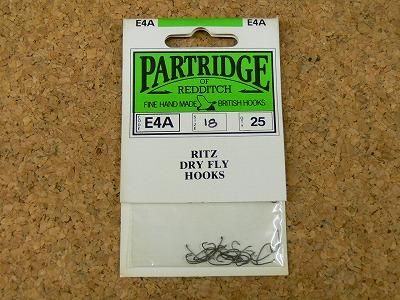 E4A E4A
PARTRIDGE
OF
REDDITCH
FINE HAND MADE BRITISH HOOKS
E4A 18 25
RITZ
DRY FLY
HOOKS